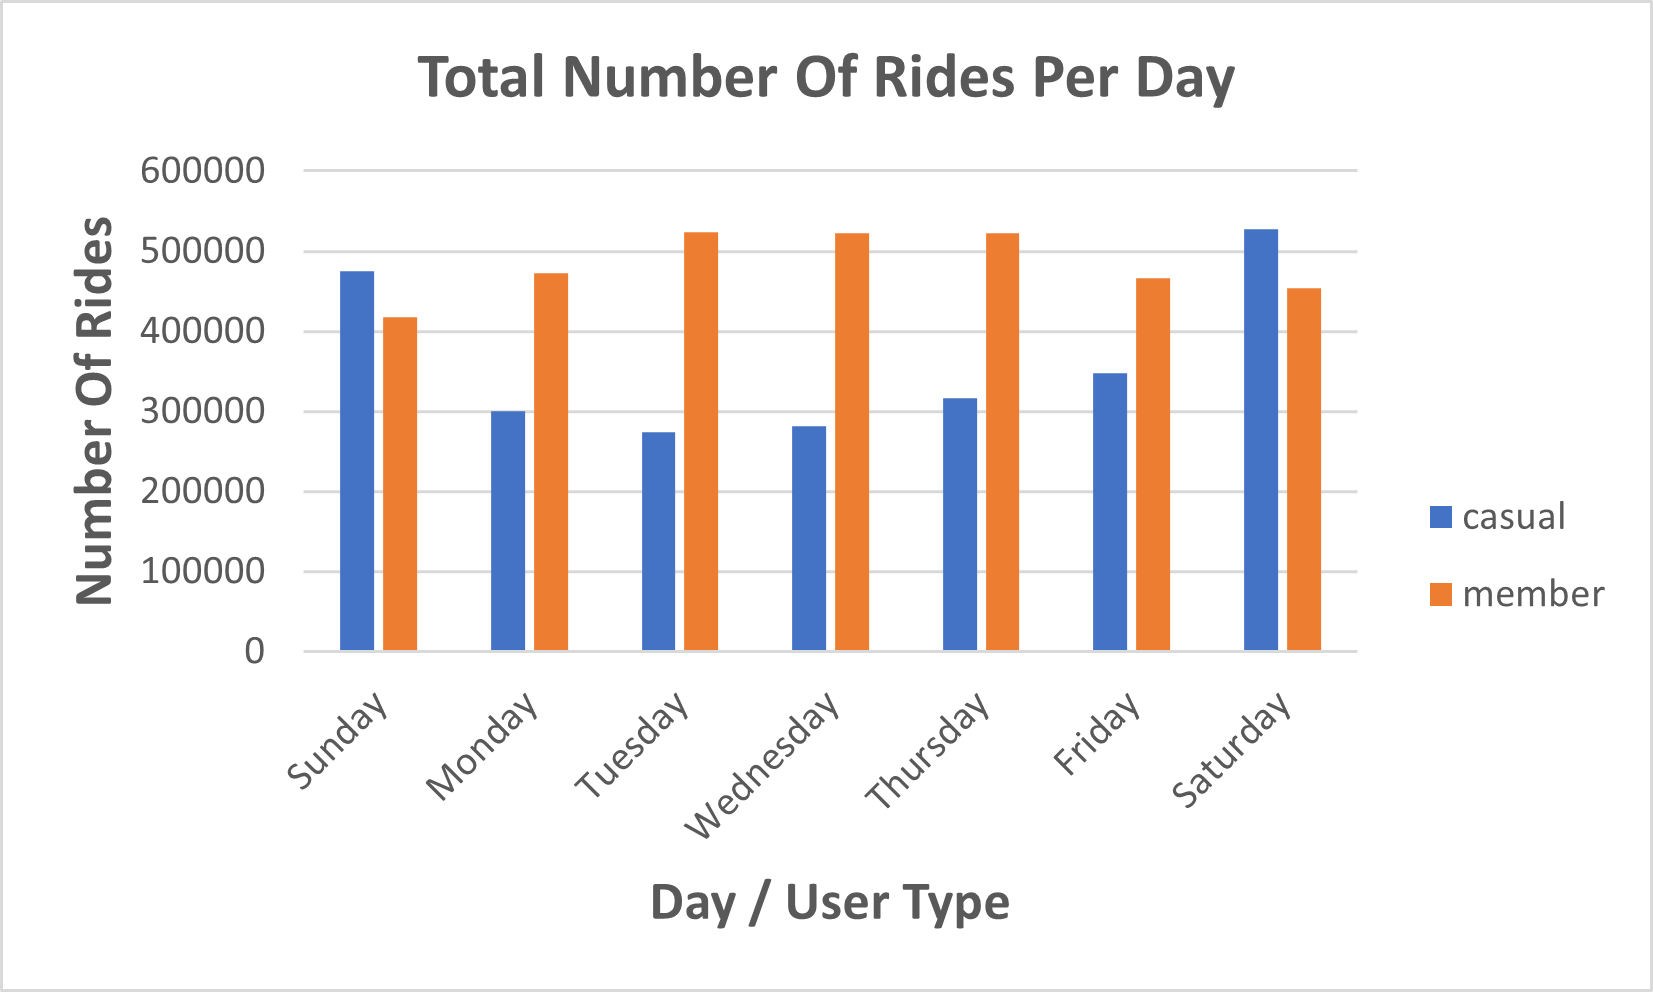 Total Number Of Rides Per Day
Number Of Rides
600000
500000
400000
300000
200000
100000
0
casual
member
Sunday
Monday
Tuesday
Wednesday
Thursday
Friday
Saturday
Day / User Type